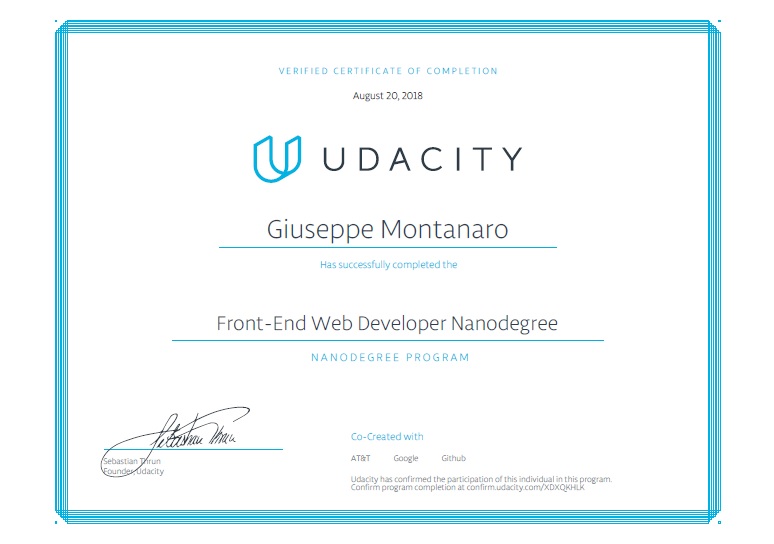 VERIFIED CERTIFICATE OF COMPLETION
August 20, 2018
UDACITY
Giuseppe Montanaro
Has successfully completed the
Front-End Web Developer Nanodegree
NANODEGREE PROGRAM
Sebastian Thrun
Sebastian Thrun
Founder, Udacity
Co-Created with
AT&T Google Github
Udacity has confirmed the participation of this individual in this program.
Confirm program completion at confirm.udacity.com/XDXQKHLK